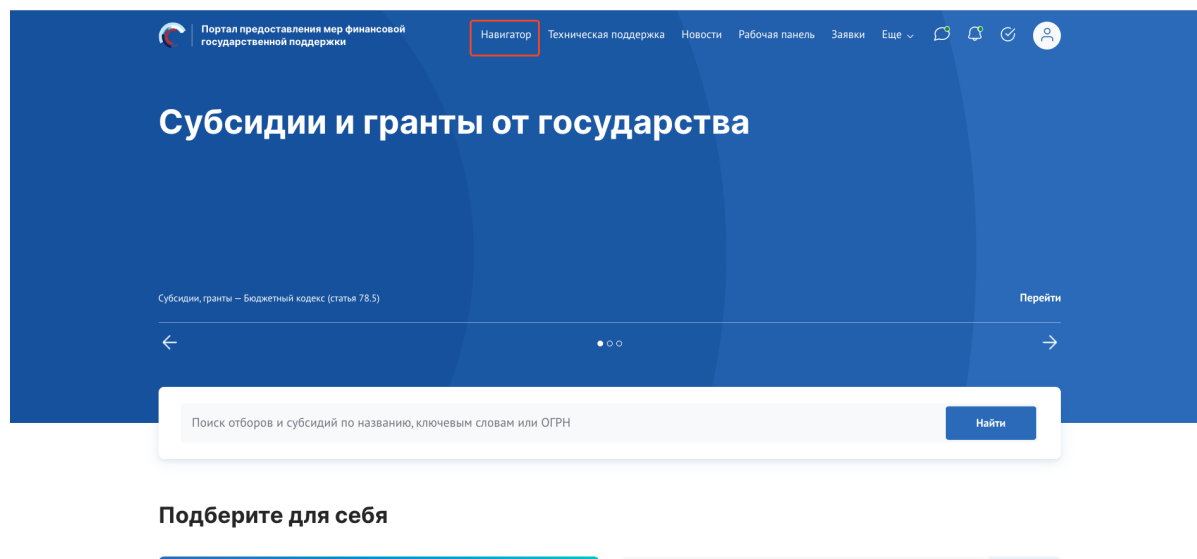 Портал предоставления мер финансовой
государственной поддержки
Навигатор Техническая поддержка Новости Рабочая панель Заявки Еще
Субсидии и гранты от государства
Субсидии, гранты — Бюджетный кодекс (статья 78.5)
Перейти
Поиск отборов и субсидий по названию, ключевым словам или ОГРН
Найти
Подберите для себя